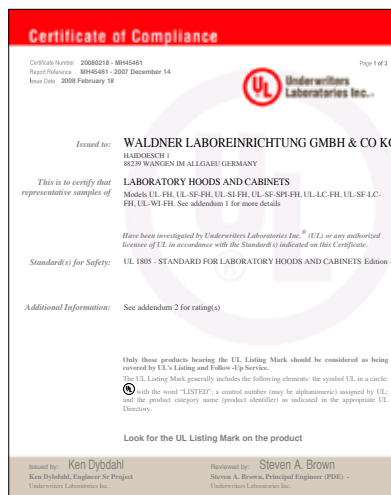 Certificate of Compliance
Certificate Number 20080218 - MH45461
Page 1 of 3
Report Reference MH45461 - 2007 December 14
Issue Date 2008 February 18
UL
Underwriters
Laboratories Inc.
Issued to: WALDNER LABOREINRICHTUNG GMBH & CO KG
HAIDOESCH 1
88239 WANGEN IM ALLGAEU GERMANY
This is to certify that LABORATORY HOODS AND CABINETS
representative samples of Models UL-FH, UL-SF-FH, UL-SI-FH, UL-SF-SPI-FH, UL-LC-FH, UL-SF-LC-
FH, UL-WI-FH. See addendum 1 for more details
Have been investigated by Underwriters Laboratories Inc.® (UL) or any authorized
licensee of UL in accordance with the Standard(s) indicated on this Certificate.
Standard(s) for Safety: UL 1805 - STANDARD FOR LABORATORY HOODS AND CABINETS Edition -
Additional Information: See addendum 2 for rating(s)
Only those products bearing the UL Listing Mark should be considered as being
covered by UL's Listing and Follow-Up Service.
The UL Listing Mark generally includes the following elements: the symbol UL in a circle:
UL with the word "LISTED"; a control number (may be alphanumeric) assigned by UL;
and the product category name (product identifier) as indicated in the appropriate UL
Directory.
Look for the UL Listing Mark on the product
Issued by: Ken Dybdahl
Reviewed by: Steven A. Brown
Ken Dybdahl, Engineer Sr Project
Steven A. Brown, Principal Engineer (PDE) -
Underwriters Laboratories Inc.
Underwriters Laboratories Inc.